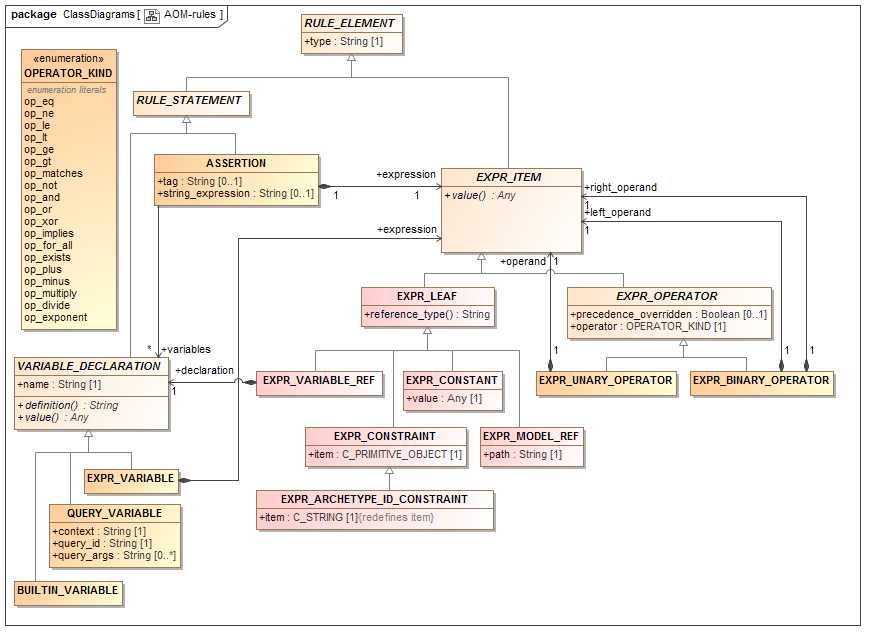 package ClassDiagrams [ AOM-rules ]
RULE_ELEMENT
+type : String [1]
«enumeration»
OPERATOR_KIND
enumeration literals
op_eq
op_ne
op_le
op_lt
op_ge
op_gt
op_matches
op_not
op_and
op_or
op_xor
op_implies
op_for_all
op_exists
op_plus
op_minus
op_multiply
op_divide
op_exponent
RULE_STATEMENT
ASSERTION
+tag : String [0..1]
+string_expression : String [0..1]
+expression
1
1
EXPR_ITEM
+value() : Any
+right_operand
1
+left_operand
1
+expression
+operand
1
EXPR_LEAF
+reference_type() : String
EXPR_OPERATOR
+precedence_overridden : Boolean [0..1]
+operator : OPERATOR_KIND [1]
*
+variables
1
1
1
VARIABLE_DECLARATION
+name : String [1]
+definition() : String
+value() : Any
+declaration
1
EXPR_VARIABLE_REF
EXPR_CONSTANT
+value : Any [1]
EXPR_UNARY_OPERATOR
EXPR_BINARY_OPERATOR
EXPR_CONSTRAINT
+item : C_PRIMITIVE_OBJECT [1]
EXPR_MODEL_REF
+path : String [1]
EXPR_VARIABLE
EXPR_ARCHETYPE_ID_CONSTRAINT
+item : C_STRING [1]{redefines item}
QUERY_VARIABLE
+context : String [1]
+query_id : String [1]
+query_args : String [0..*]
BUILTIN_VARIABLE